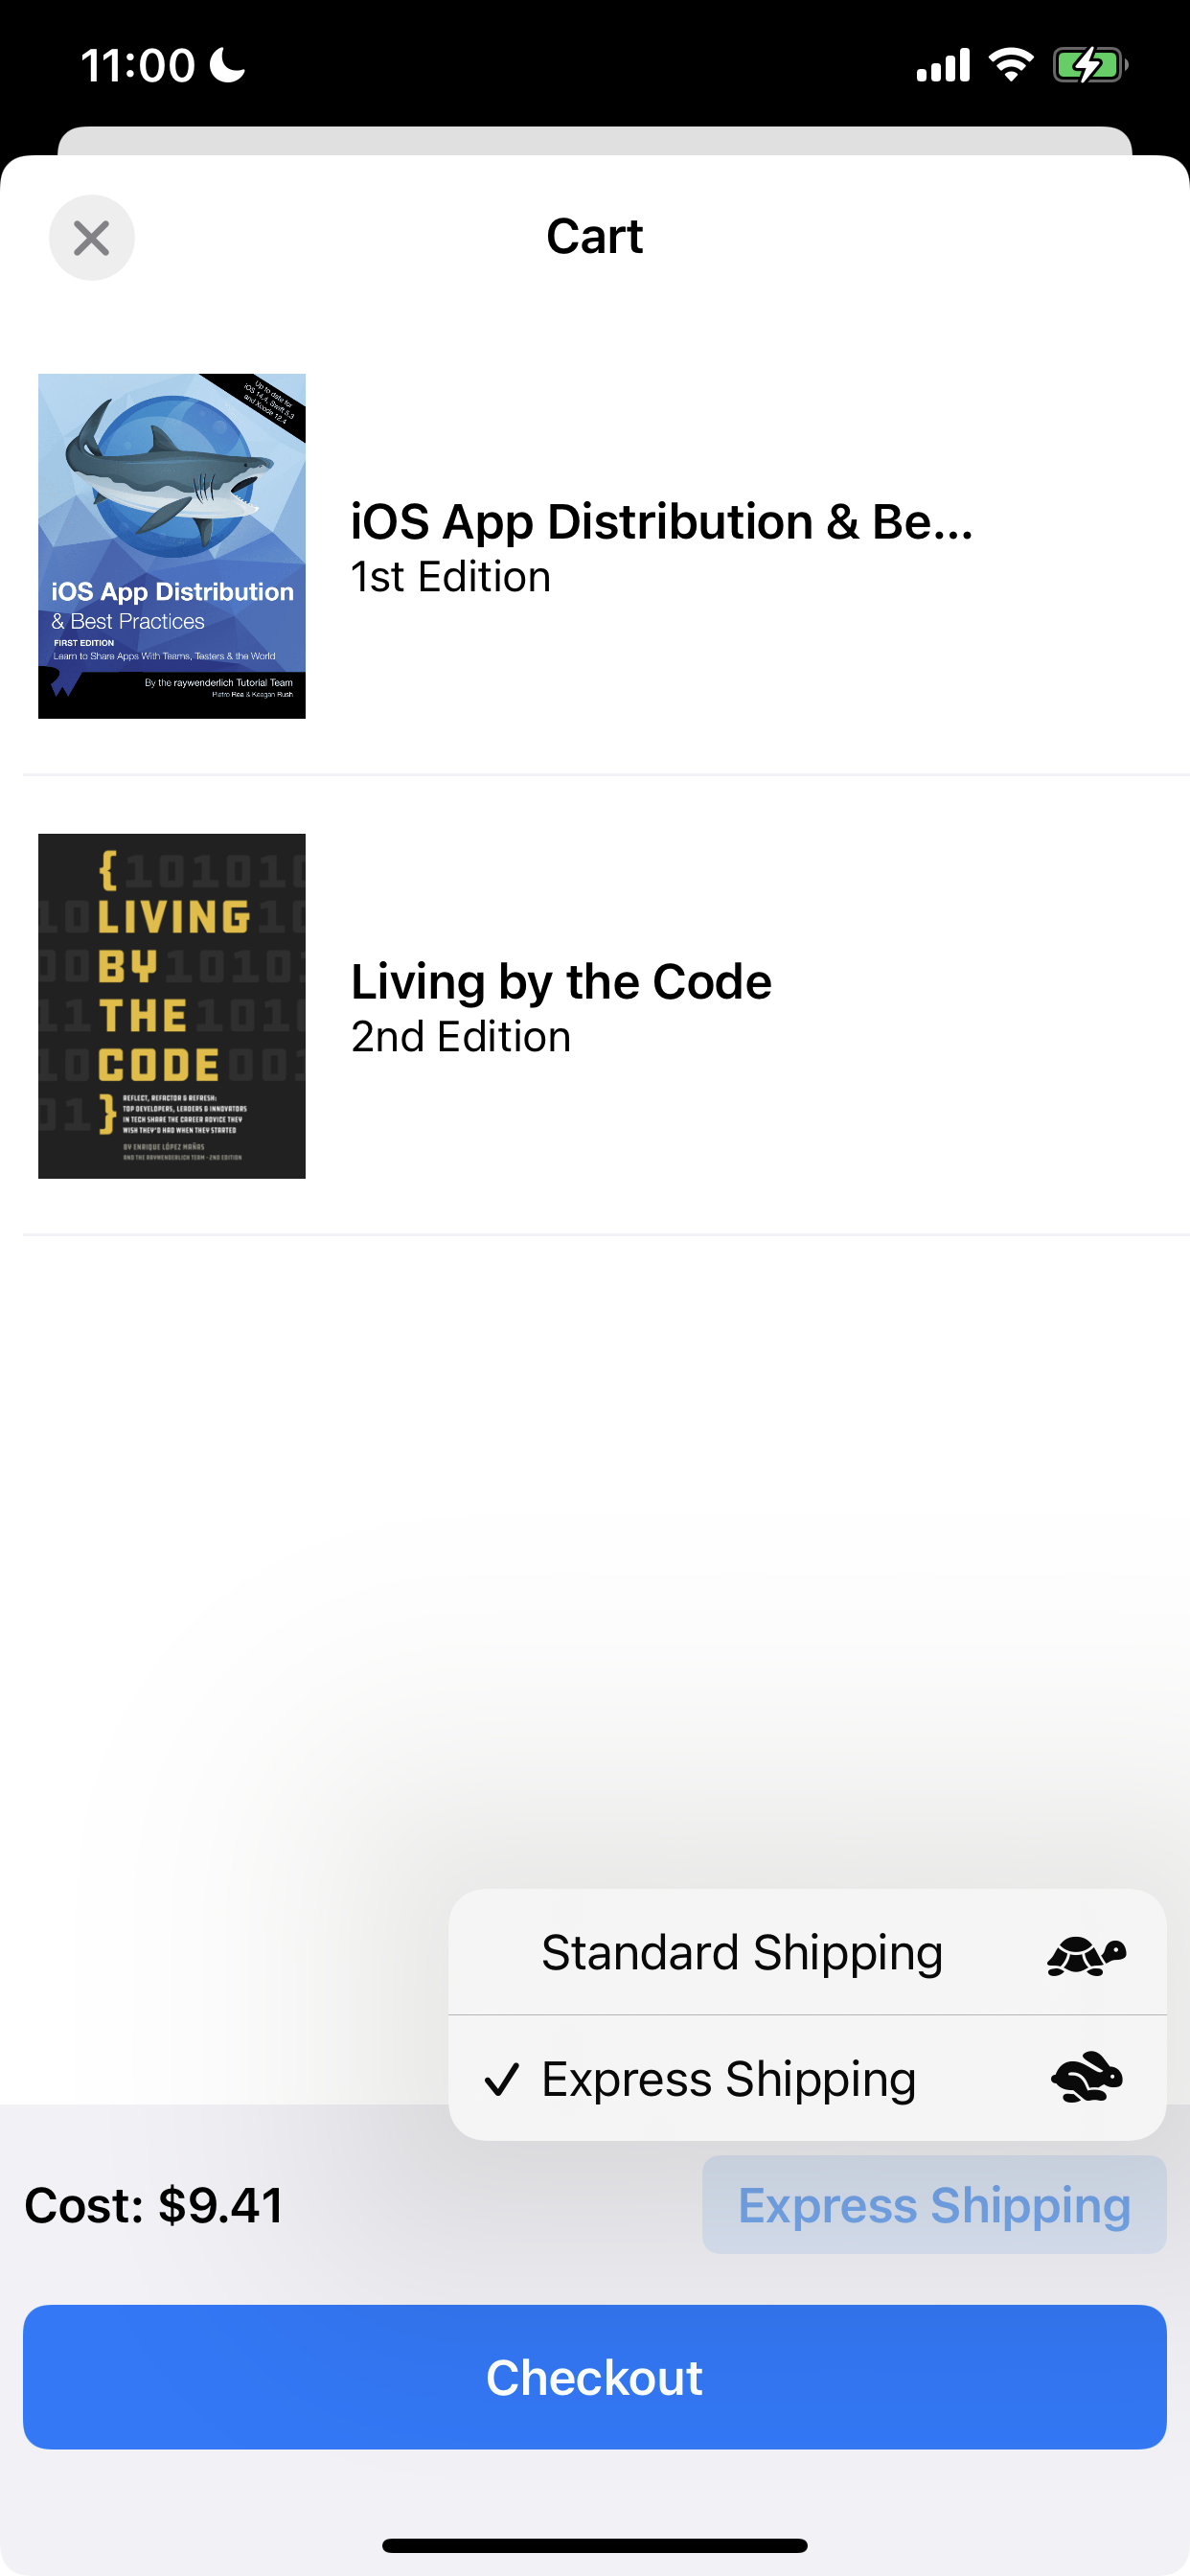 11:00
Cart
Up to date for
iOS 14.4, Swift 5.3
and Xcode 12.4
iOS App Distribution
& Best Practices
FIRST EDITION
Learn to Share Apps With Teams, Testers & the World
By the raywenderlich Tutorial Team
Pietro Rea & Keegan Rush
iOS App Distribution & Be...
1st Edition
{
LIVING
BY
THE
CODE
}
REFLECT, REFACTOR & REFRESH:
TOP DEVELOPERS, LEADERS & INNOVATORS
IN TECH SHARE THE CAREER ADVICE THEY
WISH THEY'D HAD WHEN THEY STARTED
BY ENRIQUE LÓPEZ MAÑAS
AND THE RAYWENDERLICH TEAM · 2ND EDITION
Living by the Code
2nd Edition
Standard Shipping
Express Shipping
Cost: $9.41
Express Shipping
Checkout